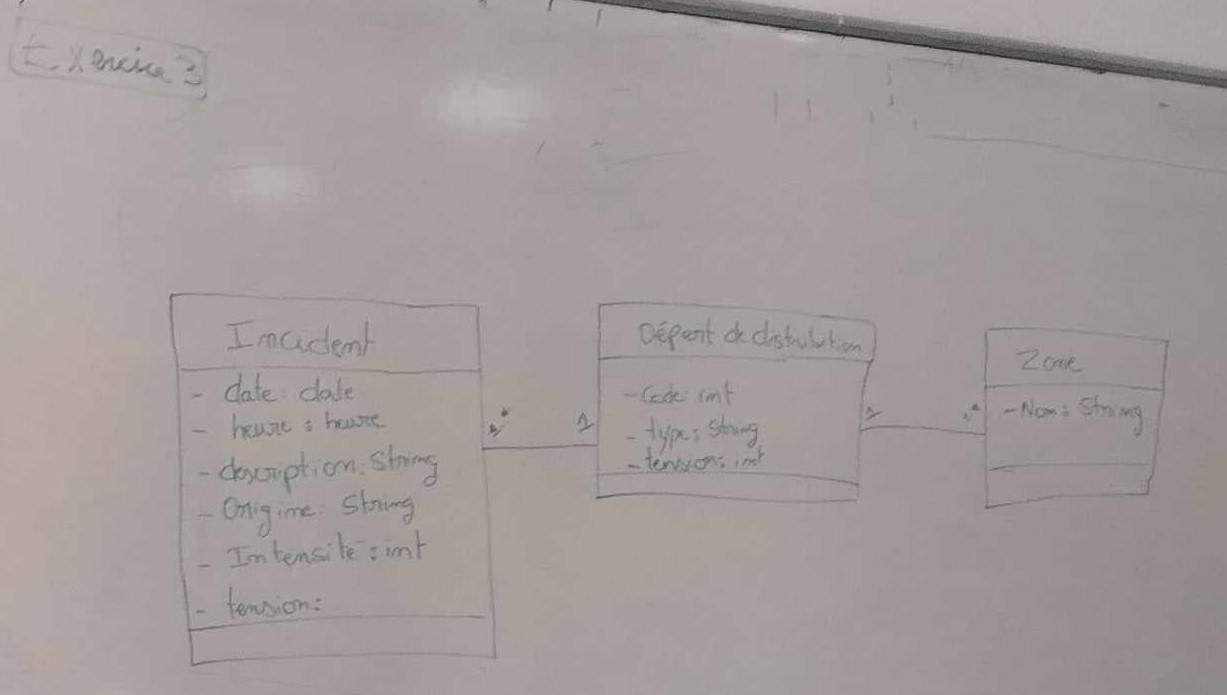 Exercice 3
Incident
- date: date
- heure: heure
- description: String
- Origine: String
- Intensité: int
- tension:
1
Départ de distribution
- Code: int
- type: String
- tension: int
Zone
- Nom: String